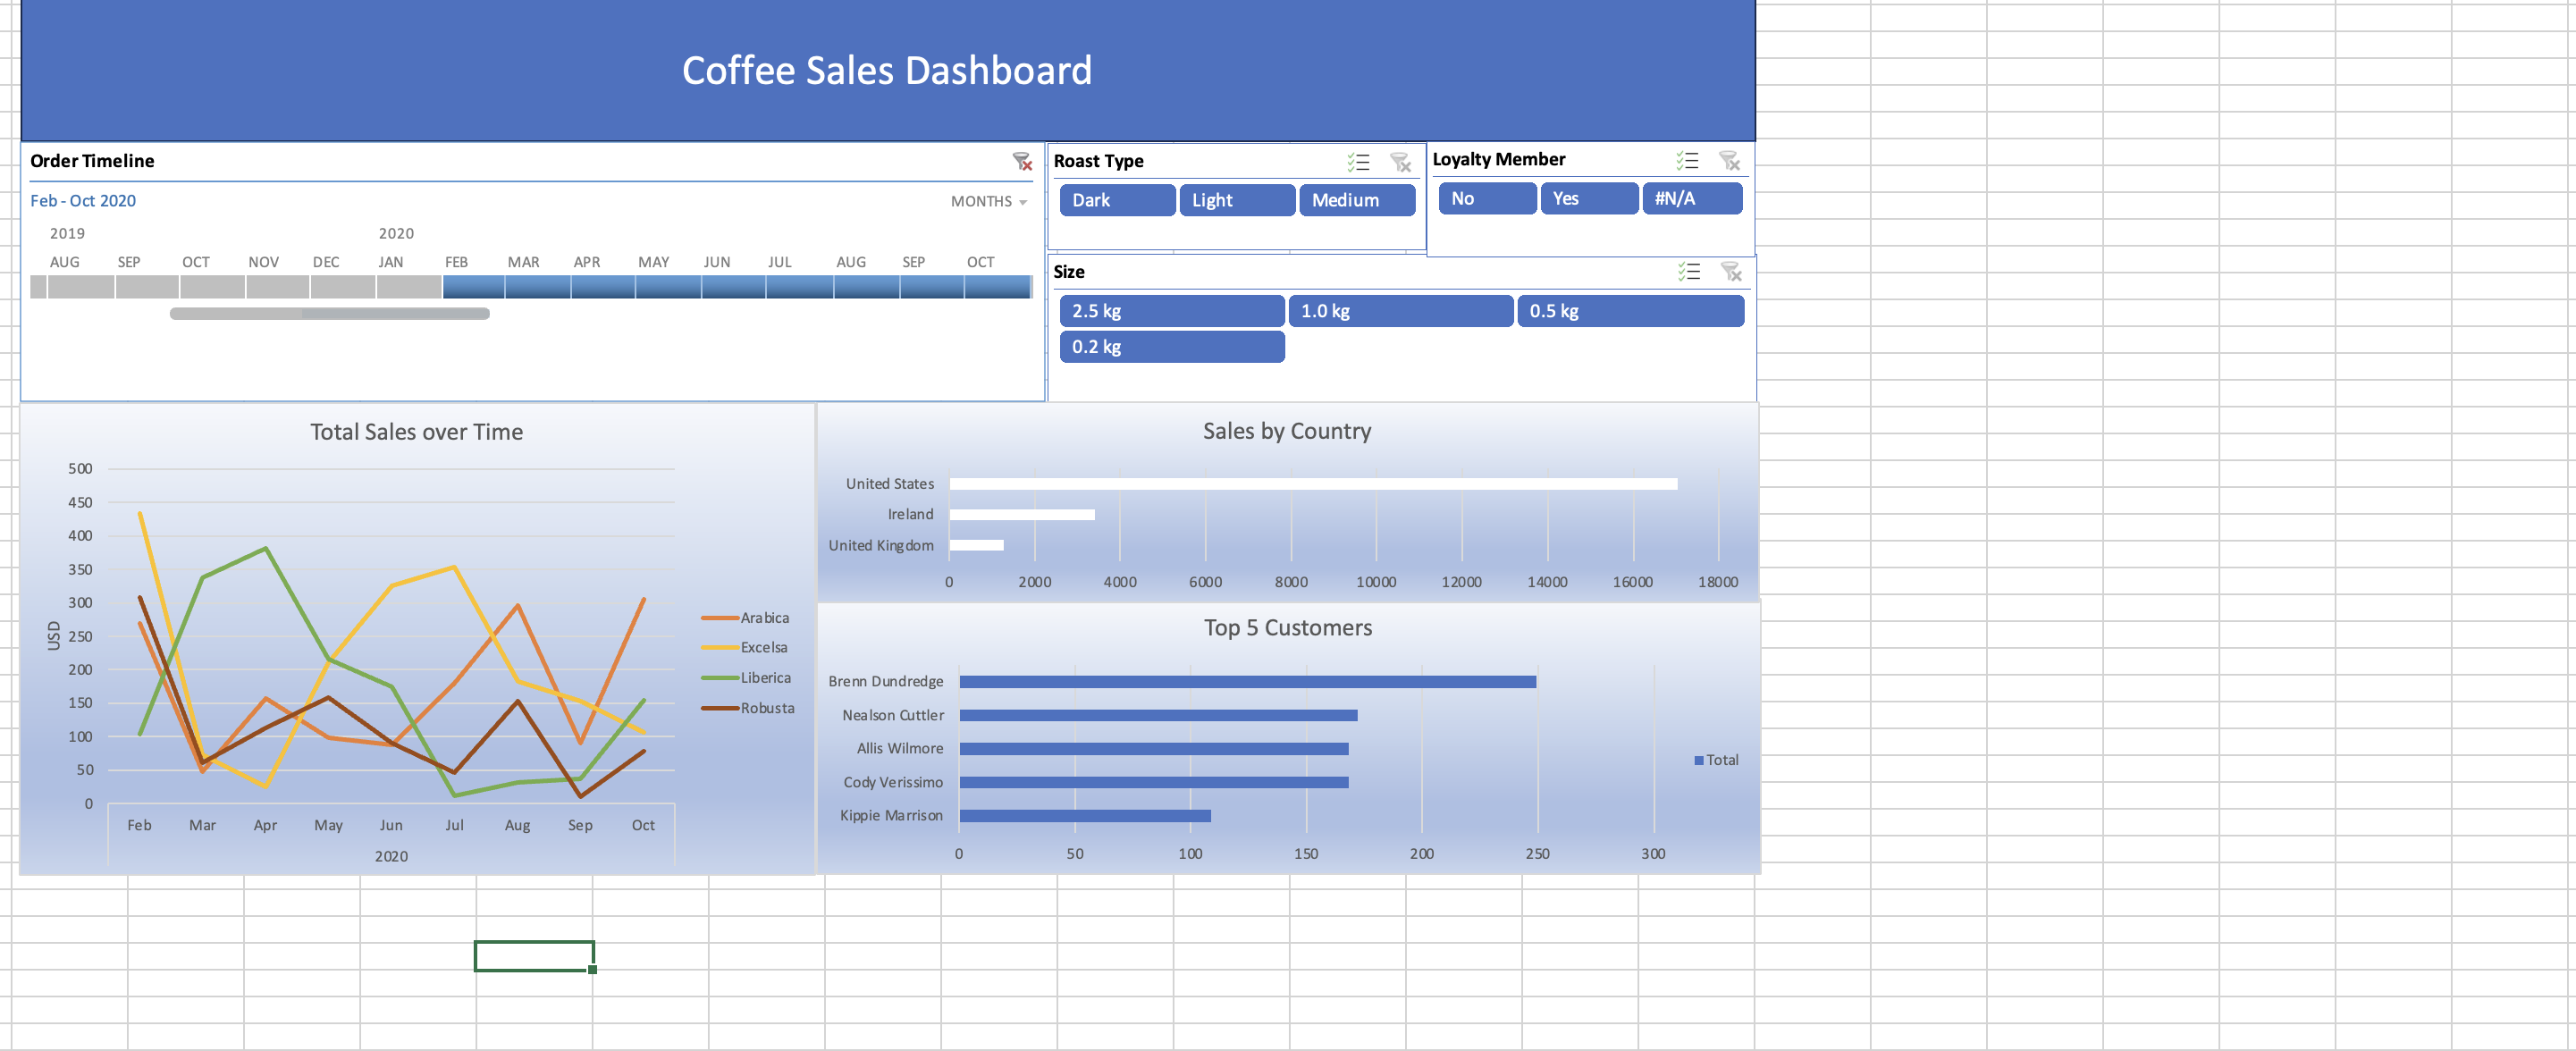 Coffee Sales Dashboard
Order Timeline
Feb - Oct 2020
MONTHS
2019 2020
AUG SEP OCT NOV DEC JAN FEB MAR APR MAY JUN JUL AUG SEP OCT
Roast Type
Dark Light Medium
Loyalty Member
No Yes #N/A
Size
2.5 kg 1.0 kg 0.5 kg
0.2 kg
Total Sales over Time
500
450
400
350
300
250
200
150
100
50
0
USD
Feb Mar Apr May Jun Jul Aug Sep Oct
2020
Arabica
Excelsa
Liberica
Robusta
Sales by Country
United States
Ireland
United Kingdom
0 2000 4000 6000 8000 10000 12000 14000 16000 18000
Top 5 Customers
Brenn Dundredge
Nealson Cuttler
Allis Wilmore
Cody Verissimo
Kippie Marrison
0 50 100 150 200 250 300
Total